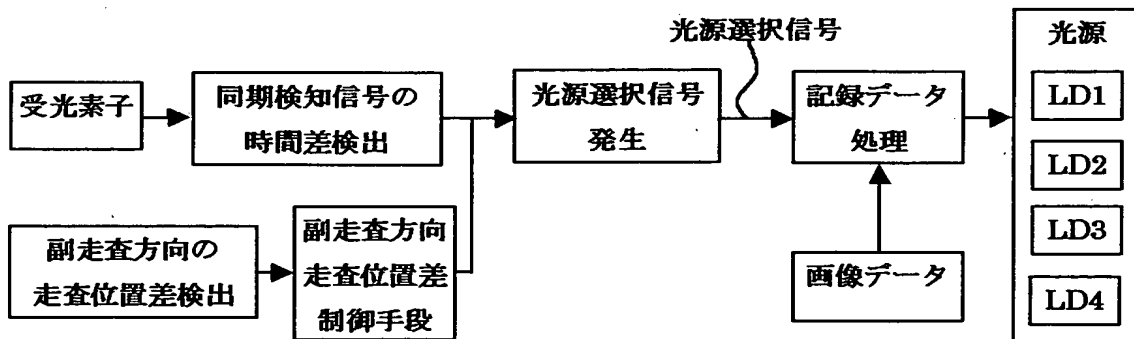 受光素子
同期検知信号の
時間差検出
副走査方向の
走査位置差検出
副走査方向
走査位置差
制御手段
光源選択信号
発生
光源選択信号
記録データ
処理
画像データ
光源
LD1
LD2
LD3
LD4